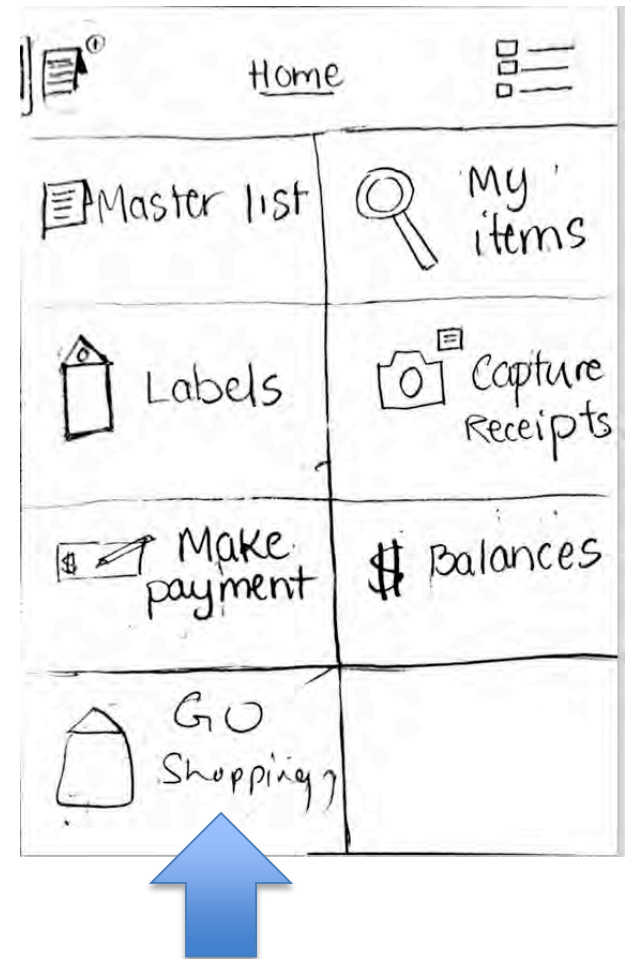 Home
Master list
My
items
Labels
Capture
Receipts
$
Make
payment
$
Balances
Go
Shopping